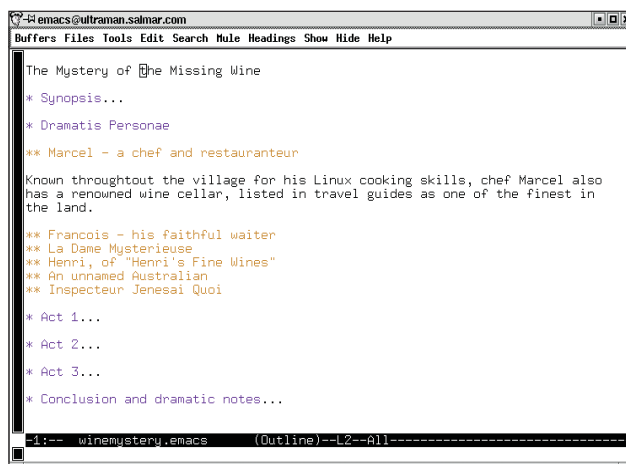 emacs@ultraman.salmar.com
Buffers Files Tools Edit Search Mule Headings Show Hide Help
The Mystery of the Missing Wine
* Synopsis...
* Dramatis Personae
** Marcel - a chef and restauranteur
Known throughtout the village for his Linux cooking skills, chef Marcel also
has a renowned wine cellar, listed in travel guides as one of the finest in
the land.
** Francois - his faithful waiter
** La Dame Mysterieuse
** Henri, of "Henri's Fine Wines"
** An unnamed Australian
** Inspecteur Jenesai Quoi
* Act 1...
* Act 2...
* Act 3...
* Conclusion and dramatic notes...
-1:-- winemystery.emacs (Outline)--L2--All------------------------------